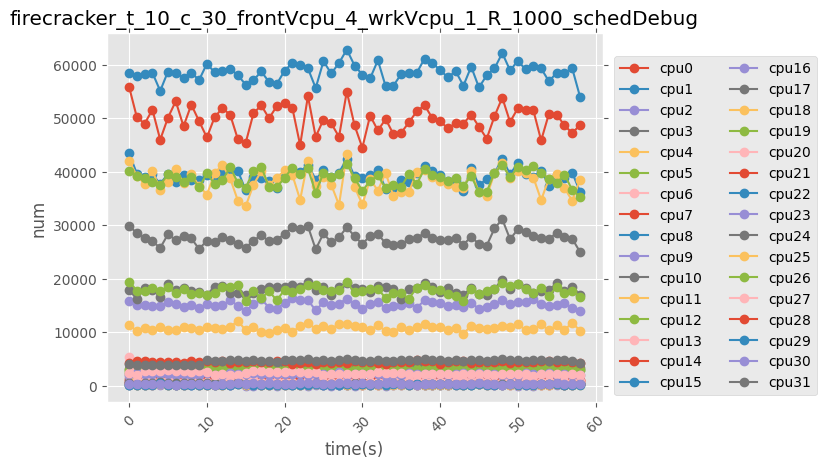 firecracker_t_10_c_30_frontVcpu_4_wrkVcpu_1_R_1000_schedDebug
60000
50000
40000
30000
20000
10000
0
num
0
10
20
30
40
50
60
time(s)
cpu0
cpu1
cpu2
cpu3
cpu4
cpu5
cpu6
cpu7
cpu8
cpu9
cpu10
cpu11
cpu12
cpu13
cpu14
cpu15
cpu16
cpu17
cpu18
cpu19
cpu20
cpu21
cpu22
cpu23
cpu24
cpu25
cpu26
cpu27
cpu28
cpu29
cpu30
cpu31